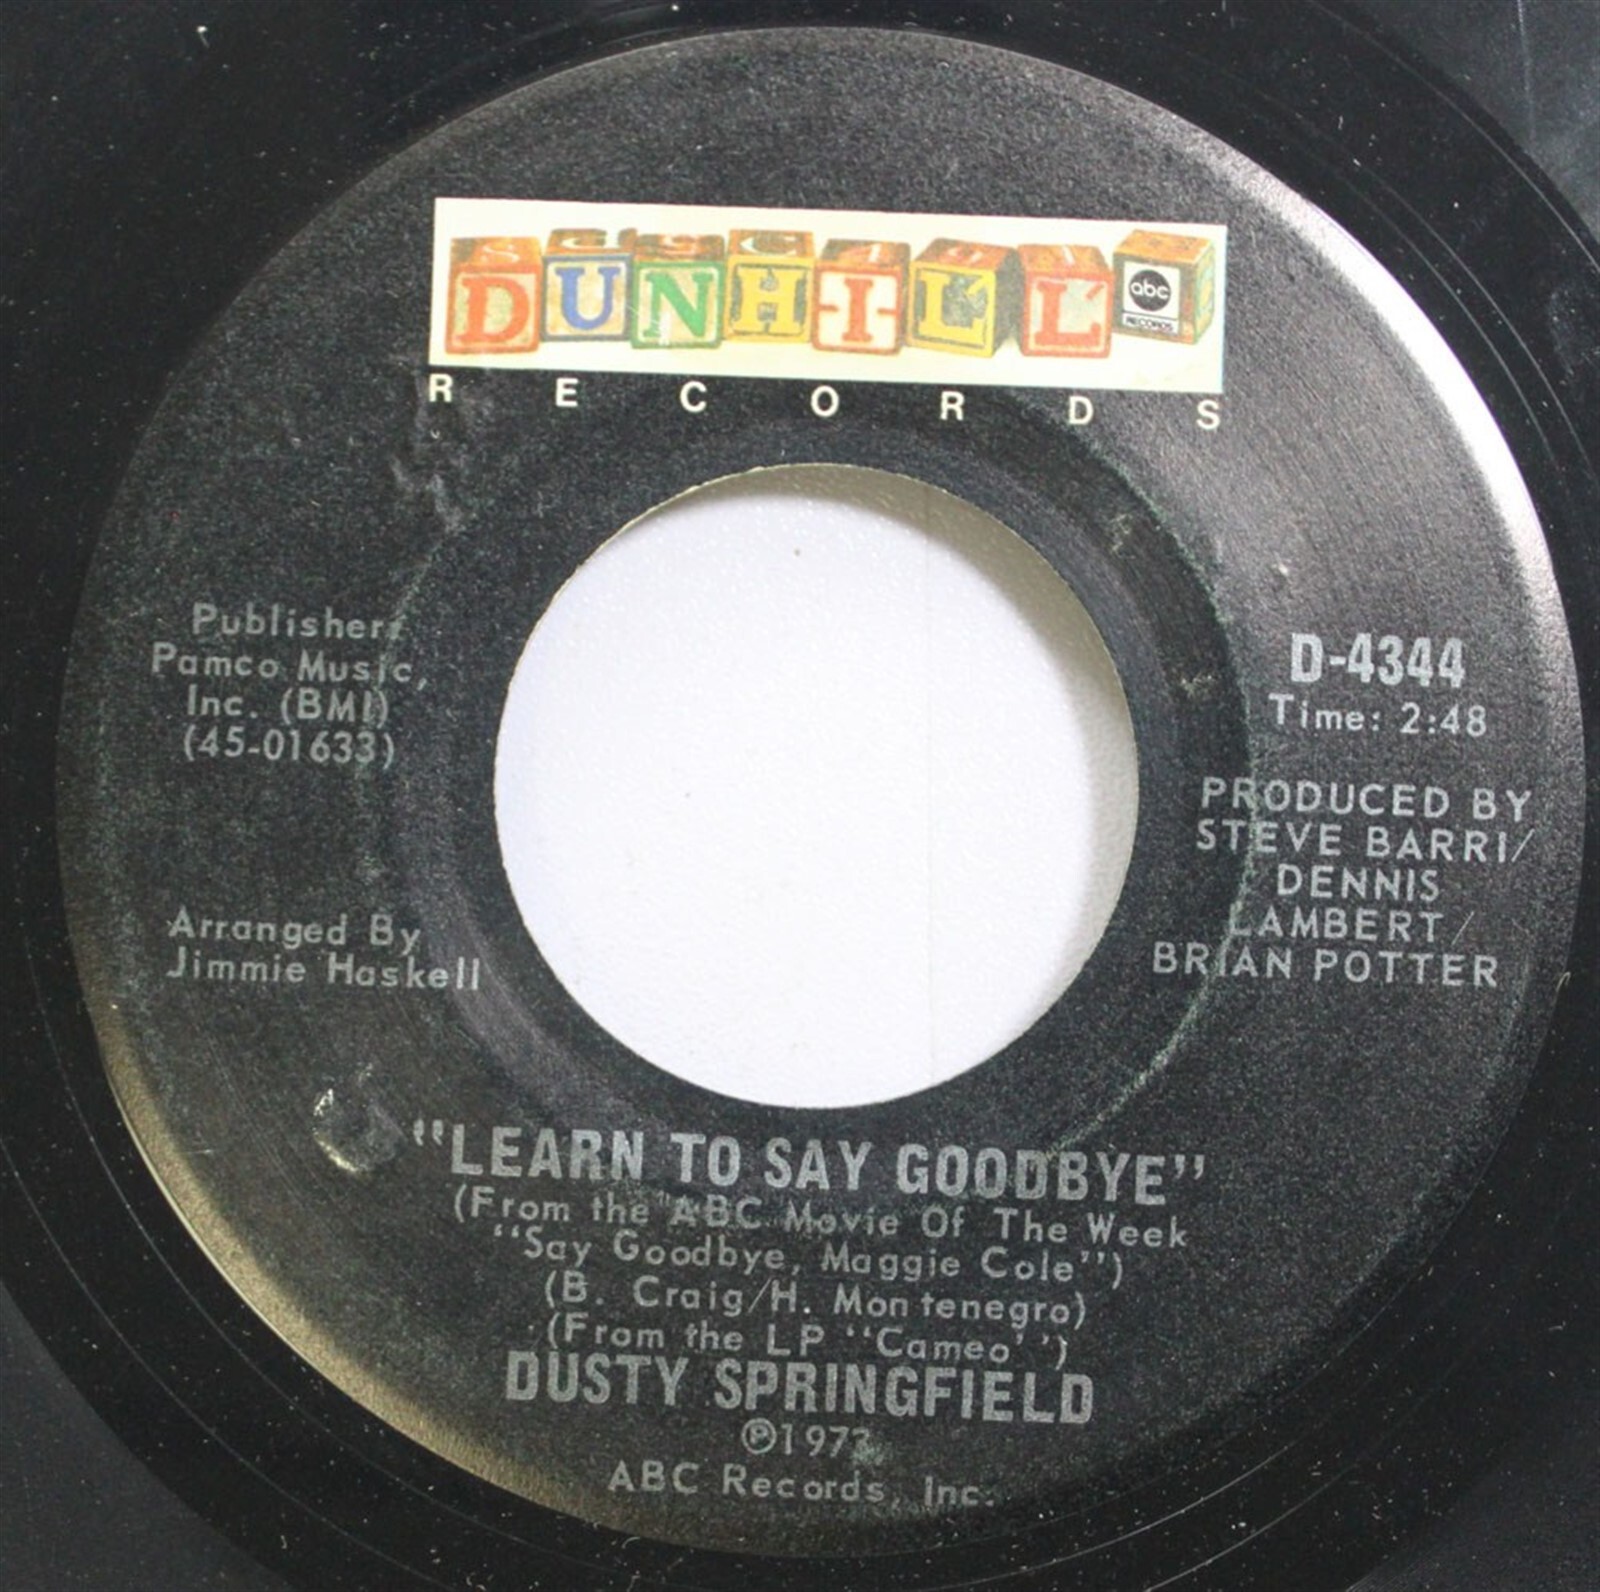 DUNHILL
abc
RECORDS
RECORDS
Publisher:
Pamco Music,
Inc. (BMI)
(45-01633)
D-4344
Time: 2:48
PRODUCED BY
STEVE BARRI/
DENNIS
LAMBERT/
BRIAN POTTER
Arranged By
Jimmie Haskell
"LEARN TO SAY GOODBYE"
(From the "ABC Movie Of The Week
"Say Goodbye, Maggie Cole")
(B. Craig/H. Montenegro)
(From the LP "Cameo")
DUSTY SPRINGFIELD
ABC Records, Inc.